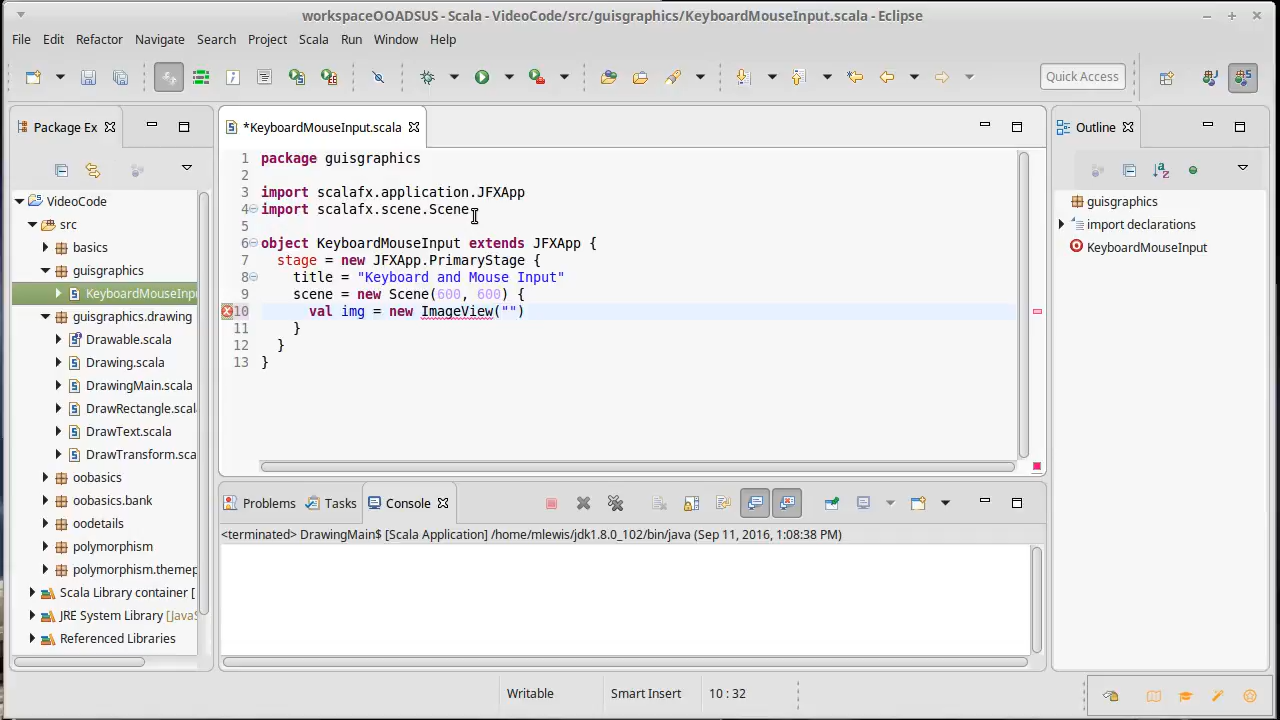 workspaceOOADSUS - Scala - VideoCode/src/guisgraphics/KeyboardMouseInput.scala - Eclipse
File Edit Refactor Navigate Search Project Scala Run Window Help
Quick Access
Package Ex
*KeyboardMouseInput.scala
Outline
VideoCode
src
basics
guisgraphics
KeyboardMouseInpu
guisgraphics.drawing
Drawable.scala
Drawing.scala
DrawingMain.scala
DrawRectangle.scal
DrawText.scala
DrawTransform.sca
oobasics
oobasics.bank
oodetails
polymorphism
polymorphism.themep
Scala Library container [
JRE System Library [JavaS
Referenced Libraries
1 package guisgraphics
2
3 import scalafx.application.JFXApp
4 import scalafx.scene.Scene
5
6 object KeyboardMouseInput extends JFXApp {
7 stage = new JFXApp.PrimaryStage {
8 title = "Keyboard and Mouse Input"
9 scene = new Scene(600, 600) {
10 val img = new ImageView("")
11 }
12 }
13 }
guisgraphics
import declarations
KeyboardMouseInput
Problems Tasks Console
<terminated> DrawingMain$ [Scala Application] /home/mlewis/jdk1.8.0_102/bin/java (Sep 11, 2016, 1:08:38 PM)
Writable Smart Insert 10 : 32